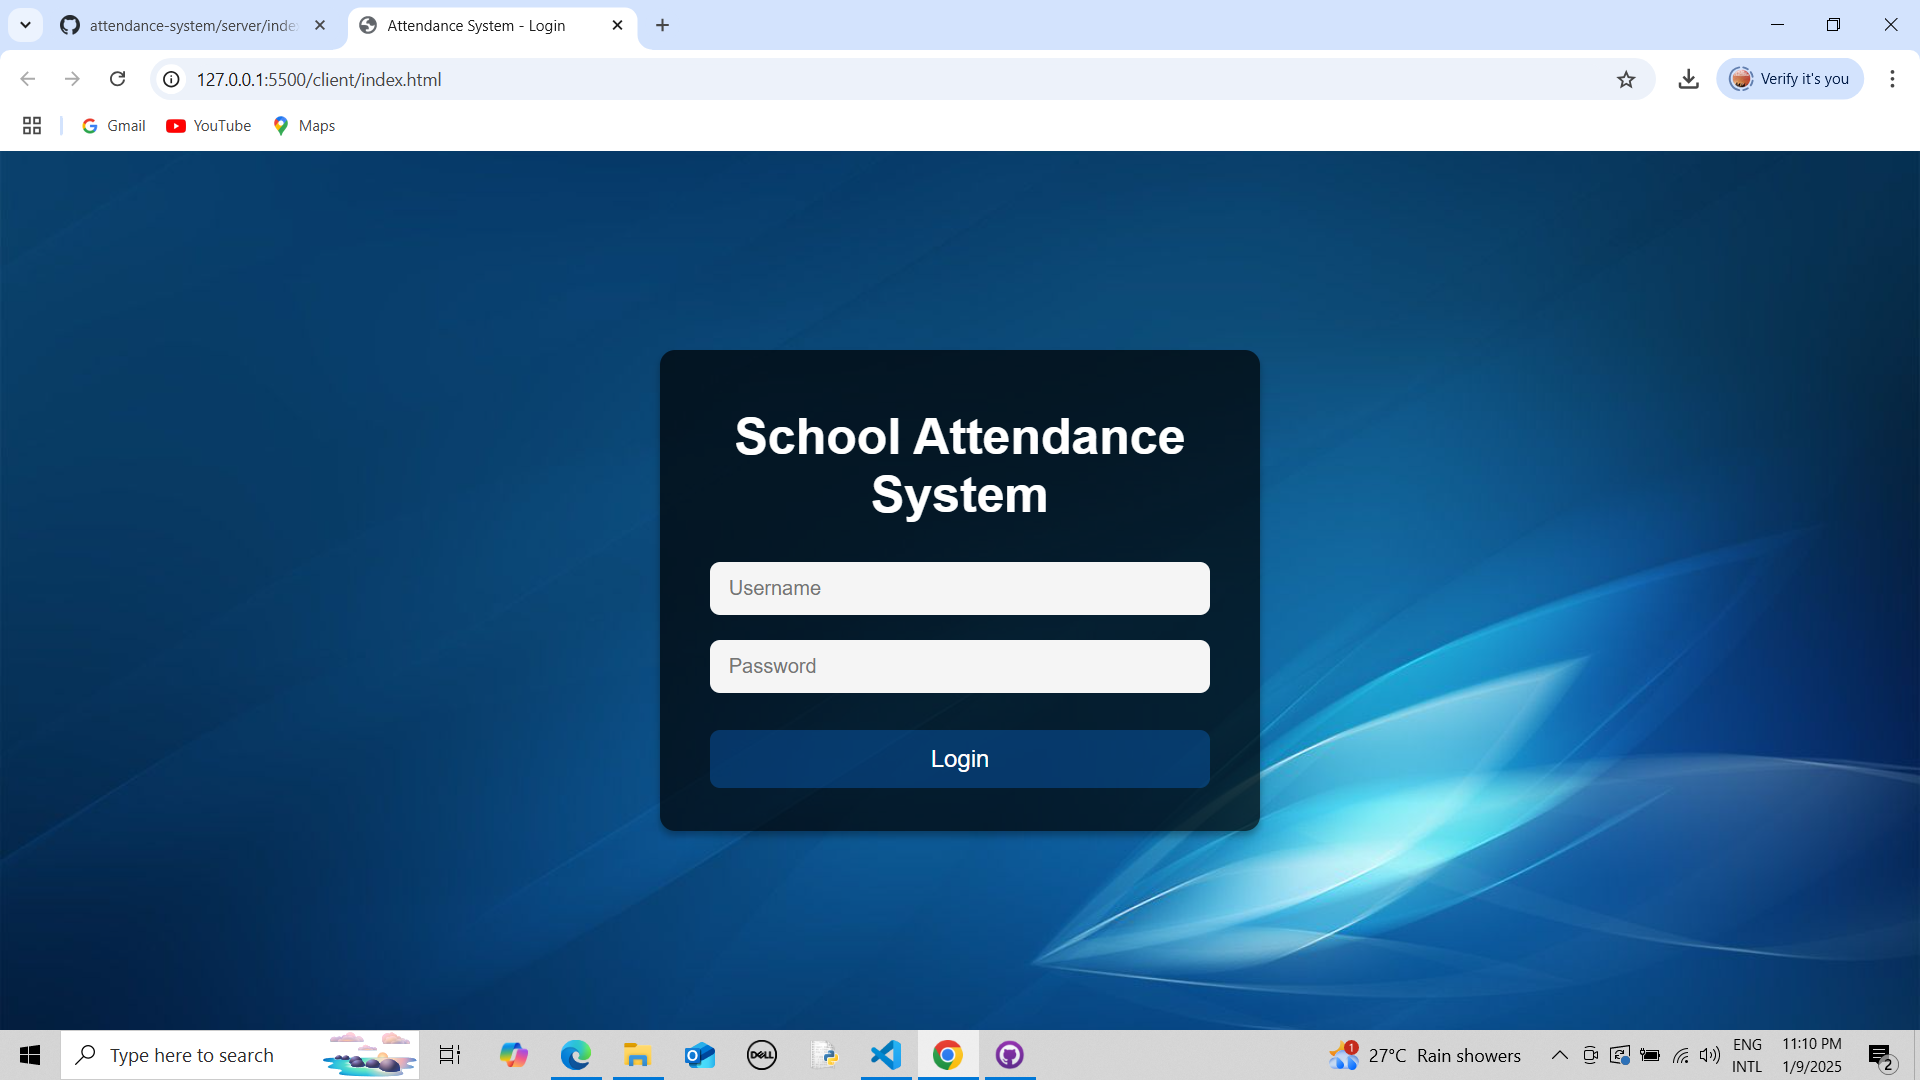 attendance-system/server/inde
Attendance System - Login
127.0.0.1:5500/client/index.html
Verify it's you
Gmail
YouTube
Maps
School Attendance
System
Username
Password
Login
Type here to search
DELL
1
27°C Rain showers
ENG
INTL
11:10 PM
1/9/2025
2